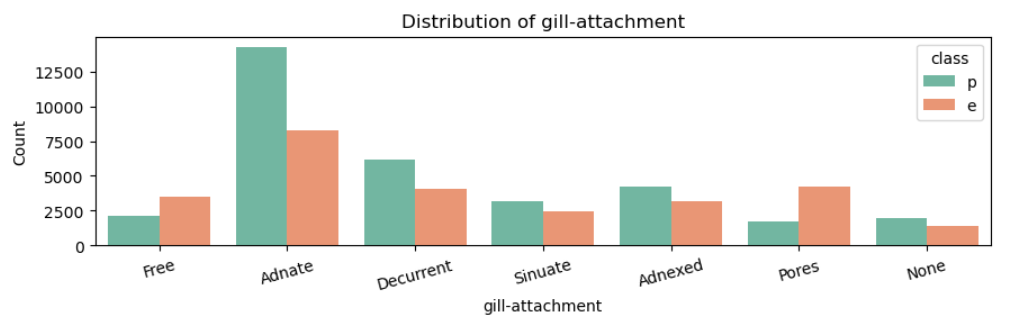 Distribution of gill-attachment
Count
12500
10000
7500
5000
2500
0
class
p
e
Free Adnate Decurrent Sinuate Adnexed Pores None
gill-attachment